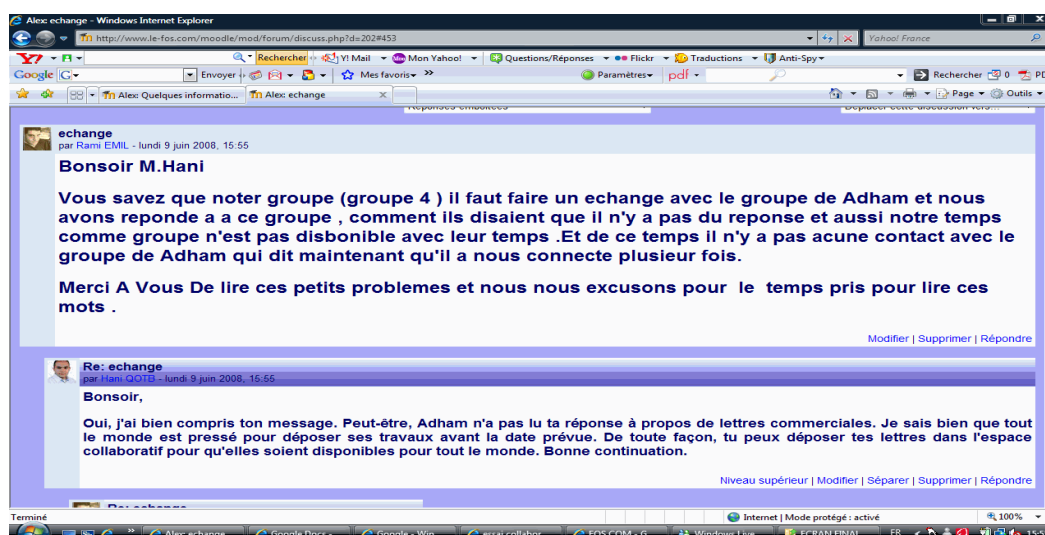 Alex: echange - Windows Internet Explorer
http://www.le-fos.com/moodle/mod/forum/discuss.php?d=202#453
Yahoo! France
Rechercher Y! Mail Mon Yahoo! Questions/Réponses Flickr Traductions Anti-Spy
Google Envoyer Mes favoris Paramètres pdf Rechercher 0
Alex: Quelques informatio... Alex: echange Page Outils
Réponses emboîtées Déplacer cette discussion vers...
echange
par Rami EMIL - lundi 9 juin 2008, 15:55
Bonsoir M.Hani
Vous savez que noter groupe (groupe 4 ) il faut faire un echange avec le groupe de Adham et nous
avons reponde a a ce groupe , comment ils disaient que il n'y a pas du reponse et aussi notre temps
comme groupe n'est pas disbonible avec leur temps .Et de ce temps il n'y a pas acune contact avec le
groupe de Adham qui dit maintenant qu'il a nous connecte plusieur fois.
Merci A Vous De lire ces petits problemes et nous nous excusons pour le temps pris pour lire ces
mots .
Modifier | Supprimer | Répondre
Re: echange
par Hani QOTB - lundi 9 juin 2008, 15:55
Bonsoir,
Oui, j'ai bien compris ton message. Peut-être, Adham n'a pas lu ta réponse à propos de lettres commerciales. Je sais bien que tout
le monde est pressé pour déposer ses travaux avant la date prévue. De toute façon, tu peux déposer tes lettres dans l'espace
collaboratif pour qu'elles soient disponibles pour tout le monde. Bonne continuation.
Niveau supérieur | Modifier | Séparer | Supprimer | Répondre
Re: echange
Terminé Internet | Mode protégé : activé 100%
Alex: echange Google Docs - Google - Win essai collabor FOS COM - G Windows Live ECRAN FINAL FR